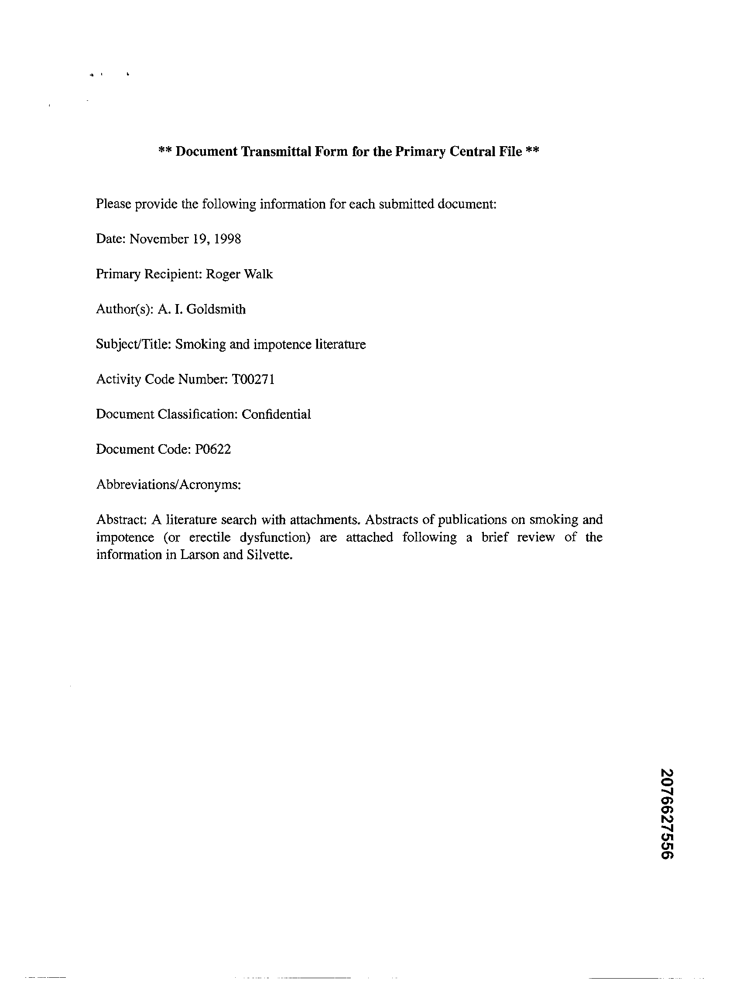 ** Document Transmittal Form for the Primary Central File **
Please provide the following information for each submitted document:
Date: November 19, 1998
Primary Recipient: Roger Walk
Author(s): A. I. Goldsmith
Subject/Title: Smoking and impotence literature
Activity Code Number: T00271
Document Classification: Confidential
Document Code: P0622
Abbreviations/Acronyms:
Abstract: A literature search with attachments. Abstracts of publications on smoking and
impotence (or erectile dysfunction) are attached following a brief review of the
information in Larson and Silvette.
2076627556